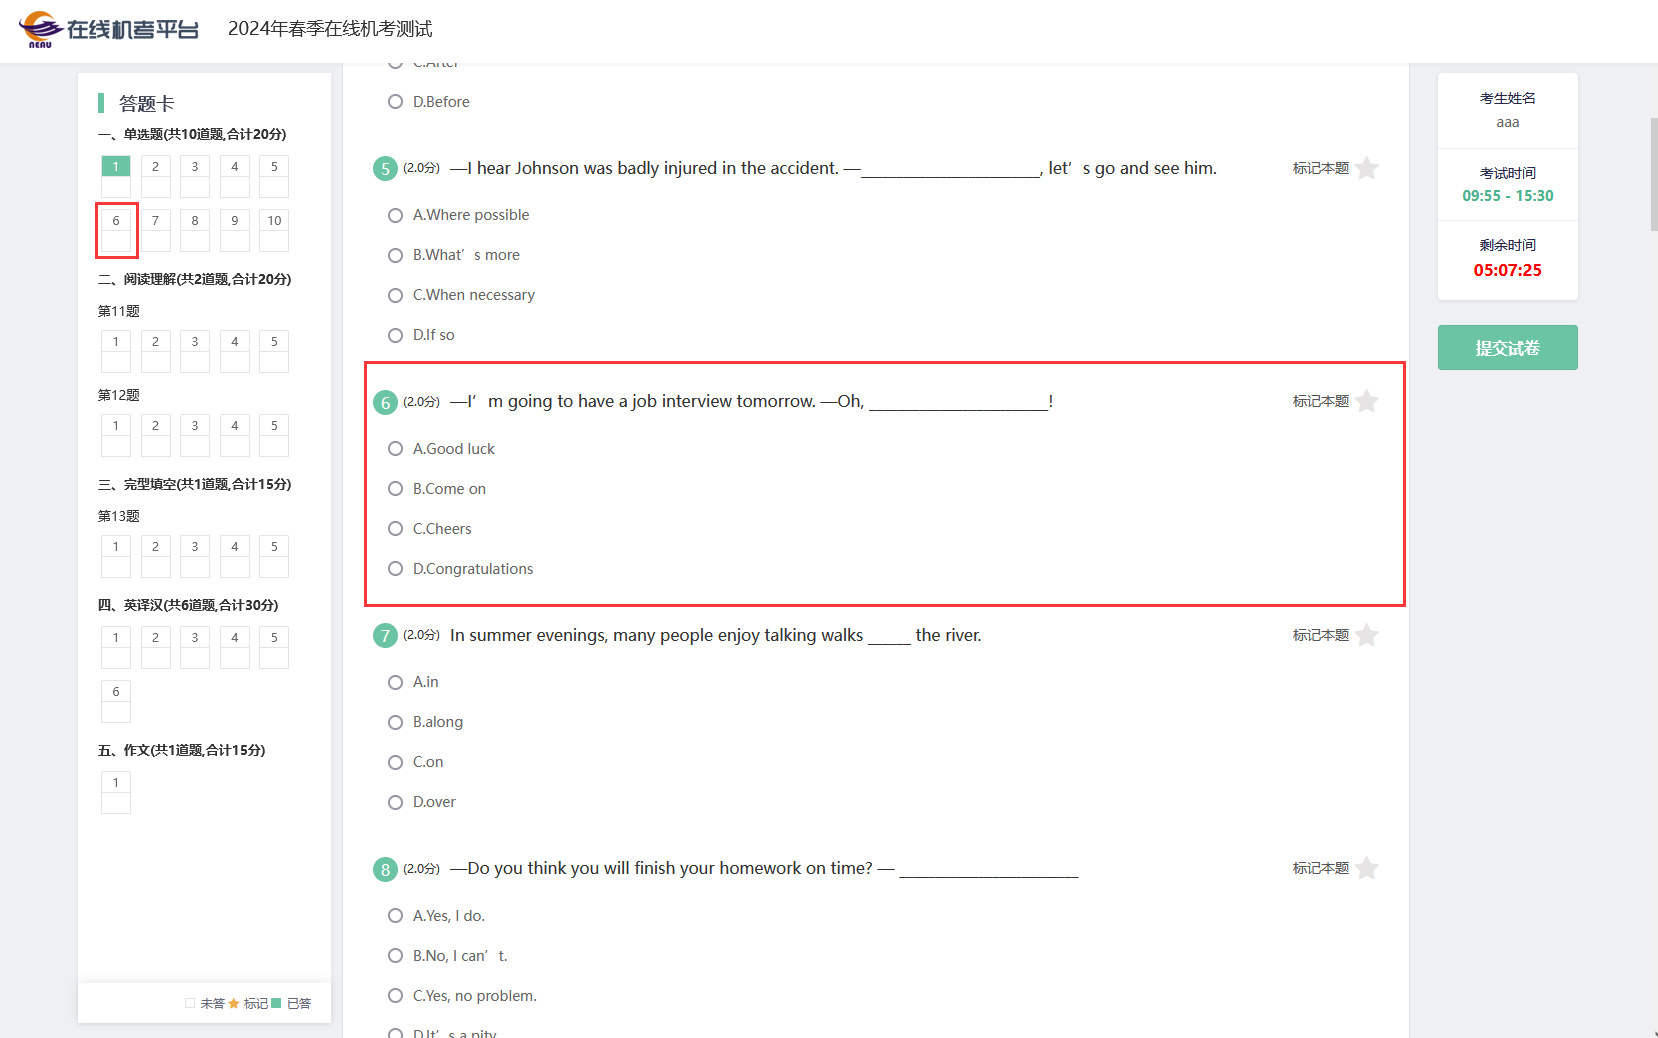 NEAU
在线机考平台
2024年春季在线机考测试
答题卡
一、单选题(共10道题,合计20分)
1 2 3 4 5
6 7 8 9 10
二、阅读理解(共2道题,合计20分)
第11题
1 2 3 4 5
第12题
1 2 3 4 5
三、完型填空(共1道题,合计15分)
第13题
1 2 3 4 5
四、英译汉(共6道题,合计30分)
1 2 3 4 5
6
五、作文(共1道题,合计15分)
1
未答 标记 已答
C.After
D.Before
5 (2.0分) —I hear Johnson was badly injured in the accident. —____________________, let’s go and see him. 标记本题
A.Where possible
B.What’s more
C.When necessary
D.If so
6 (2.0分) —I’m going to have a job interview tomorrow. —Oh, ____________________! 标记本题
A.Good luck
B.Come on
C.Cheers
D.Congratulations
7 (2.0分) In summer evenings, many people enjoy talking walks _____ the river. 标记本题
A.in
B.along
C.on
D.over
8 (2.0分) —Do you think you will finish your homework on time? — ____________________ 标记本题
A.Yes, I do.
B.No, I can’t.
C.Yes, no problem.
D.It’s a pity
考生姓名
aaa
考试时间
09:55 - 15:30
剩余时间
05:07:25
提交试卷